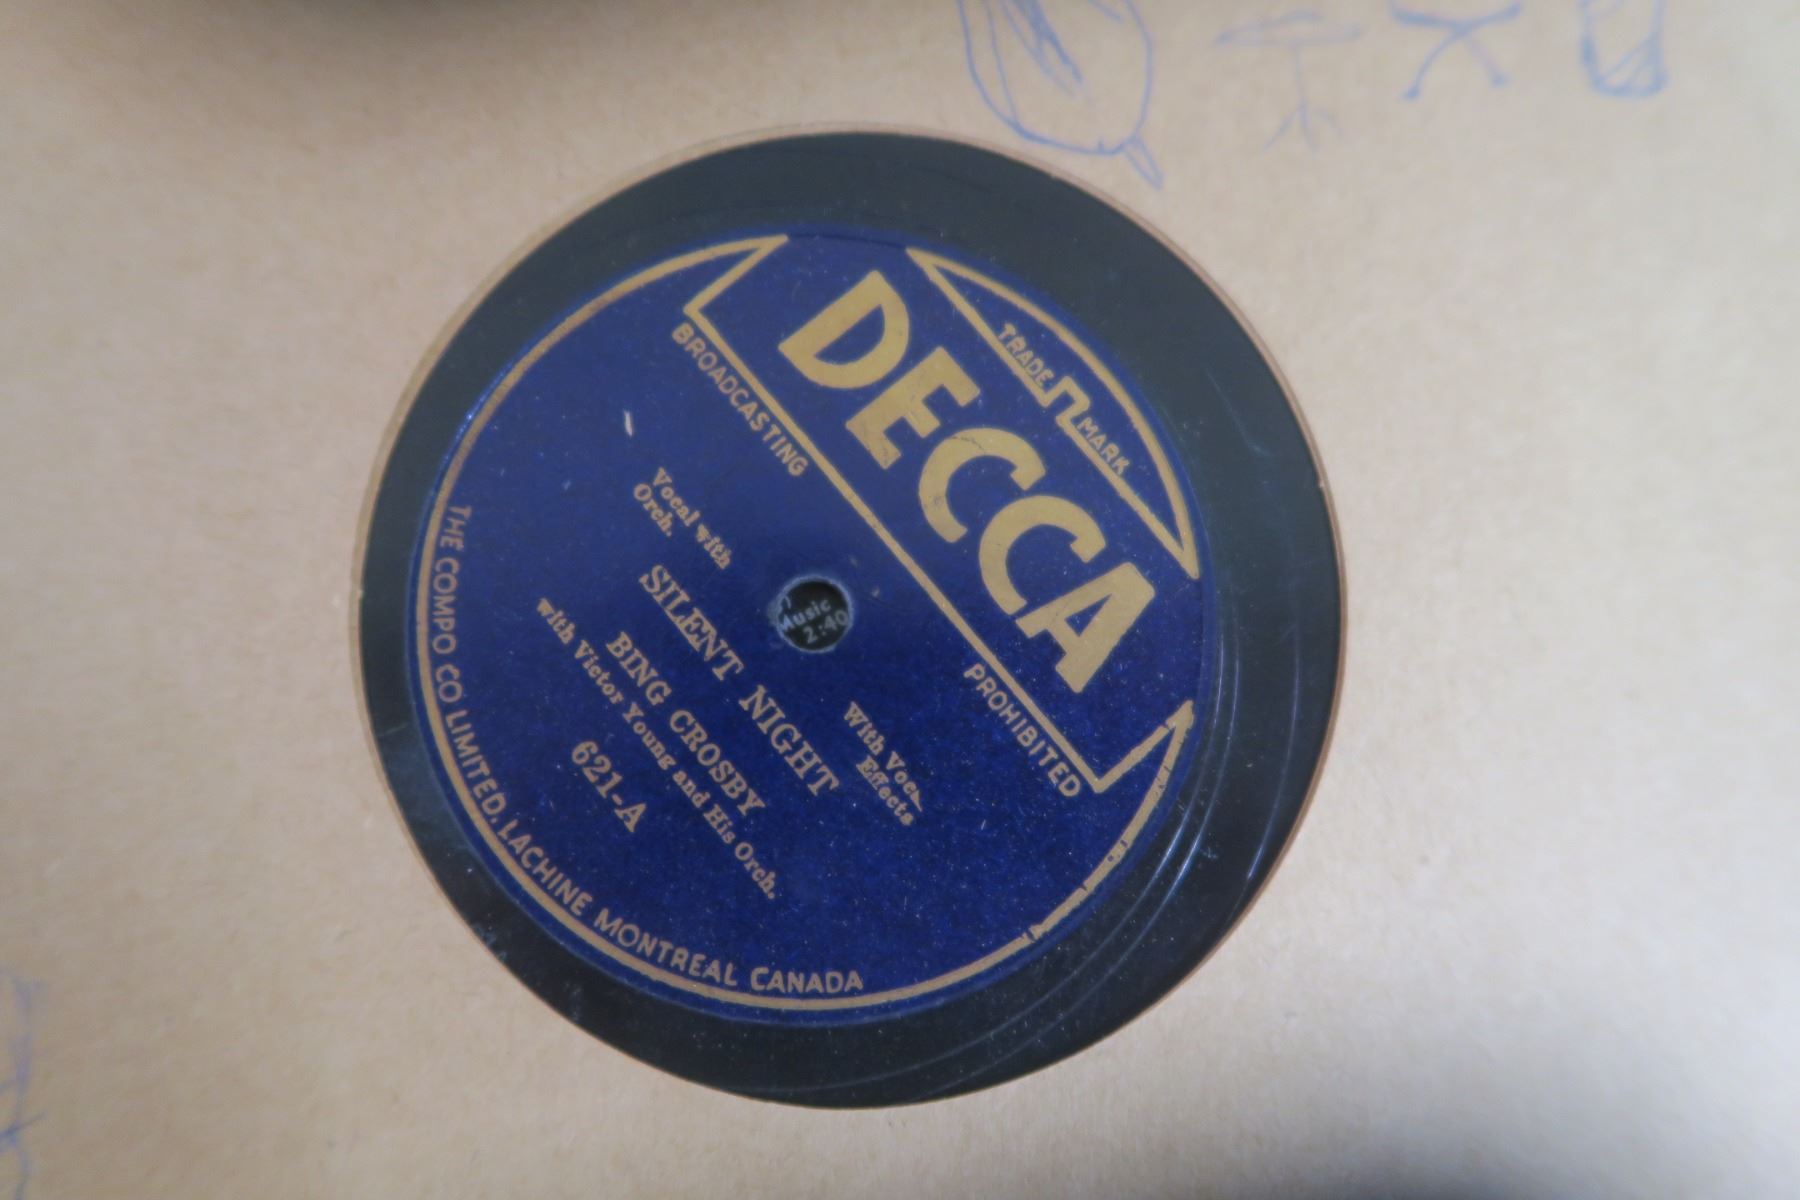 TRADE MARK
DECCA
BROADCASTING PROHIBITED
Vocal with
Orch.
With
Effects
SILENT NIGHT
BING CROSBY
with Victor Young and His Orch.
621-A
THE COMPO CO LIMITED, LACHINE MONTREAL CANADA
Music
2:40